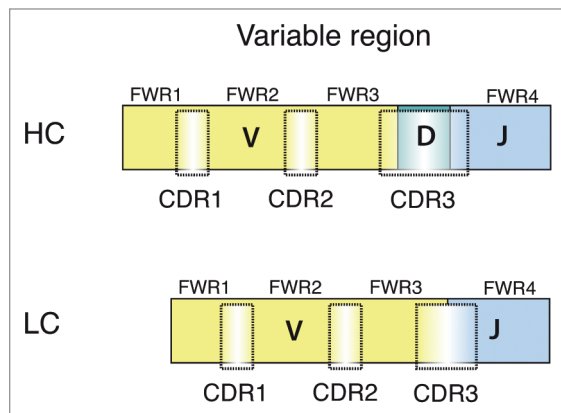 Variable region
FWR1 FWR2 FWR3 FWR4
HC V D J
CDR1 CDR2 CDR3
FWR1 FWR2 FWR3 FWR4
LC V J
CDR1 CDR2 CDR3